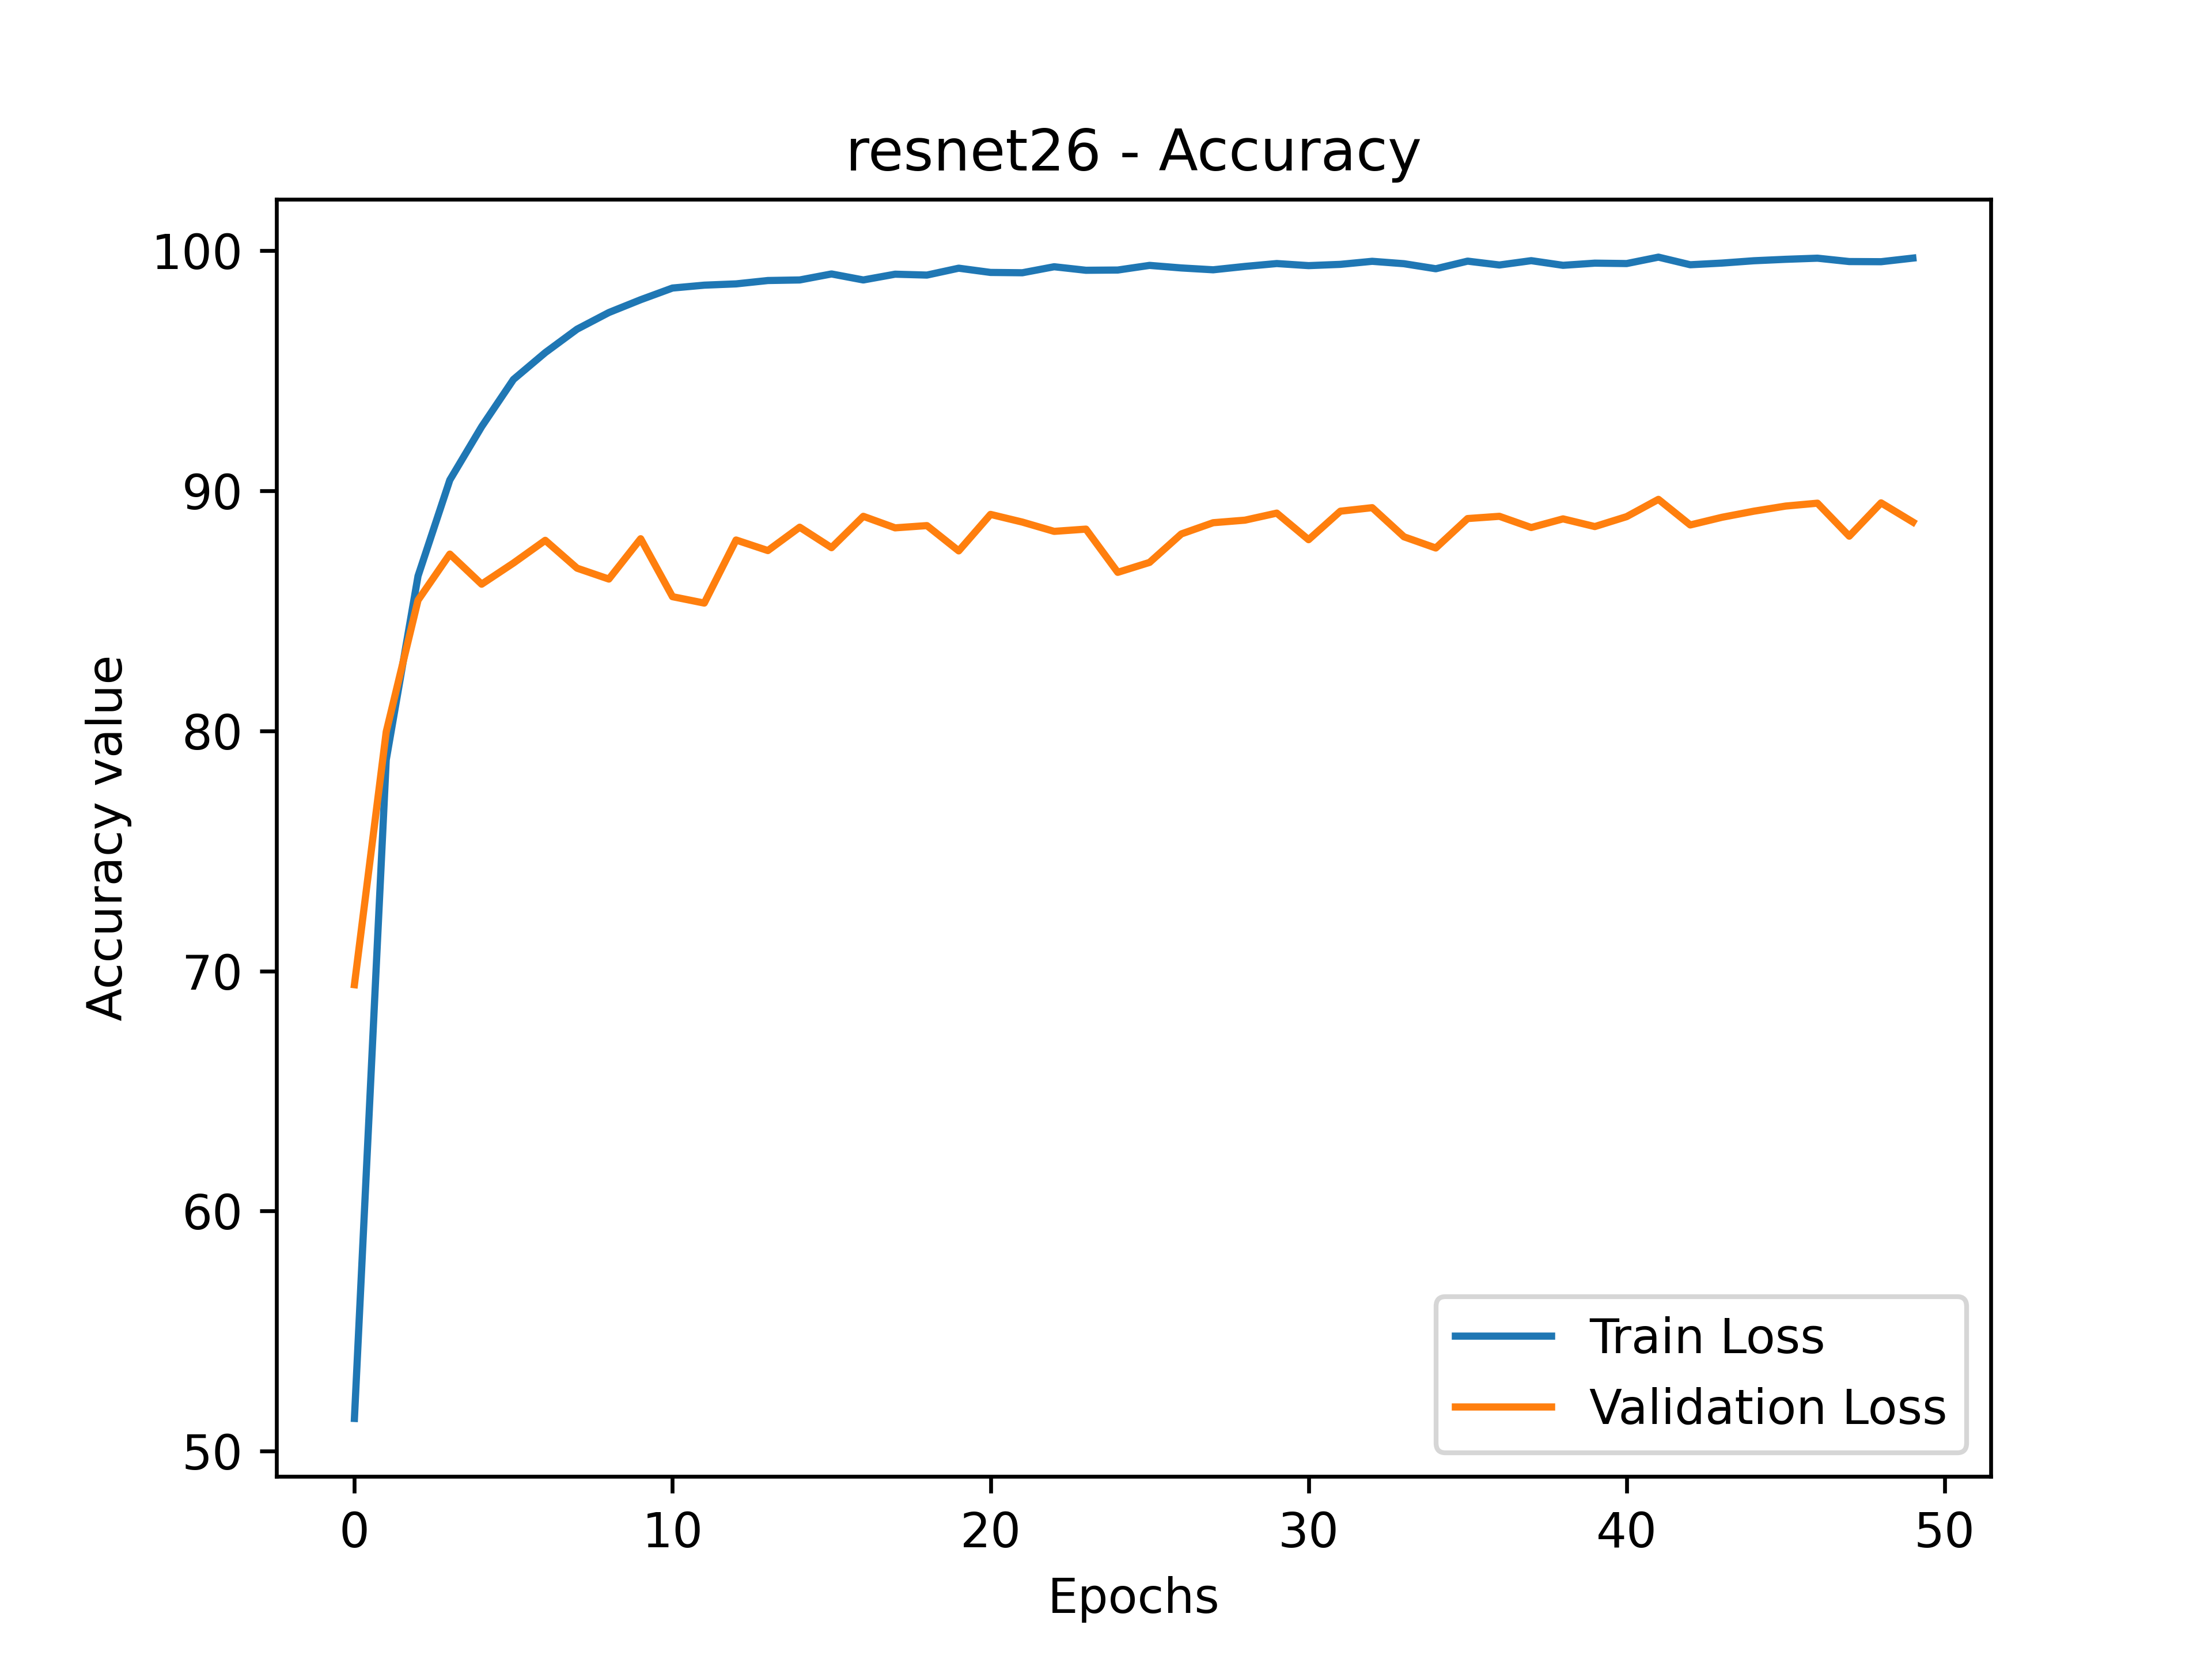 resnet26 - Accuracy
100
90
80
70
60
50
Accuracy value
Train Loss
Validation Loss
0 10 20 30 40 50
Epochs